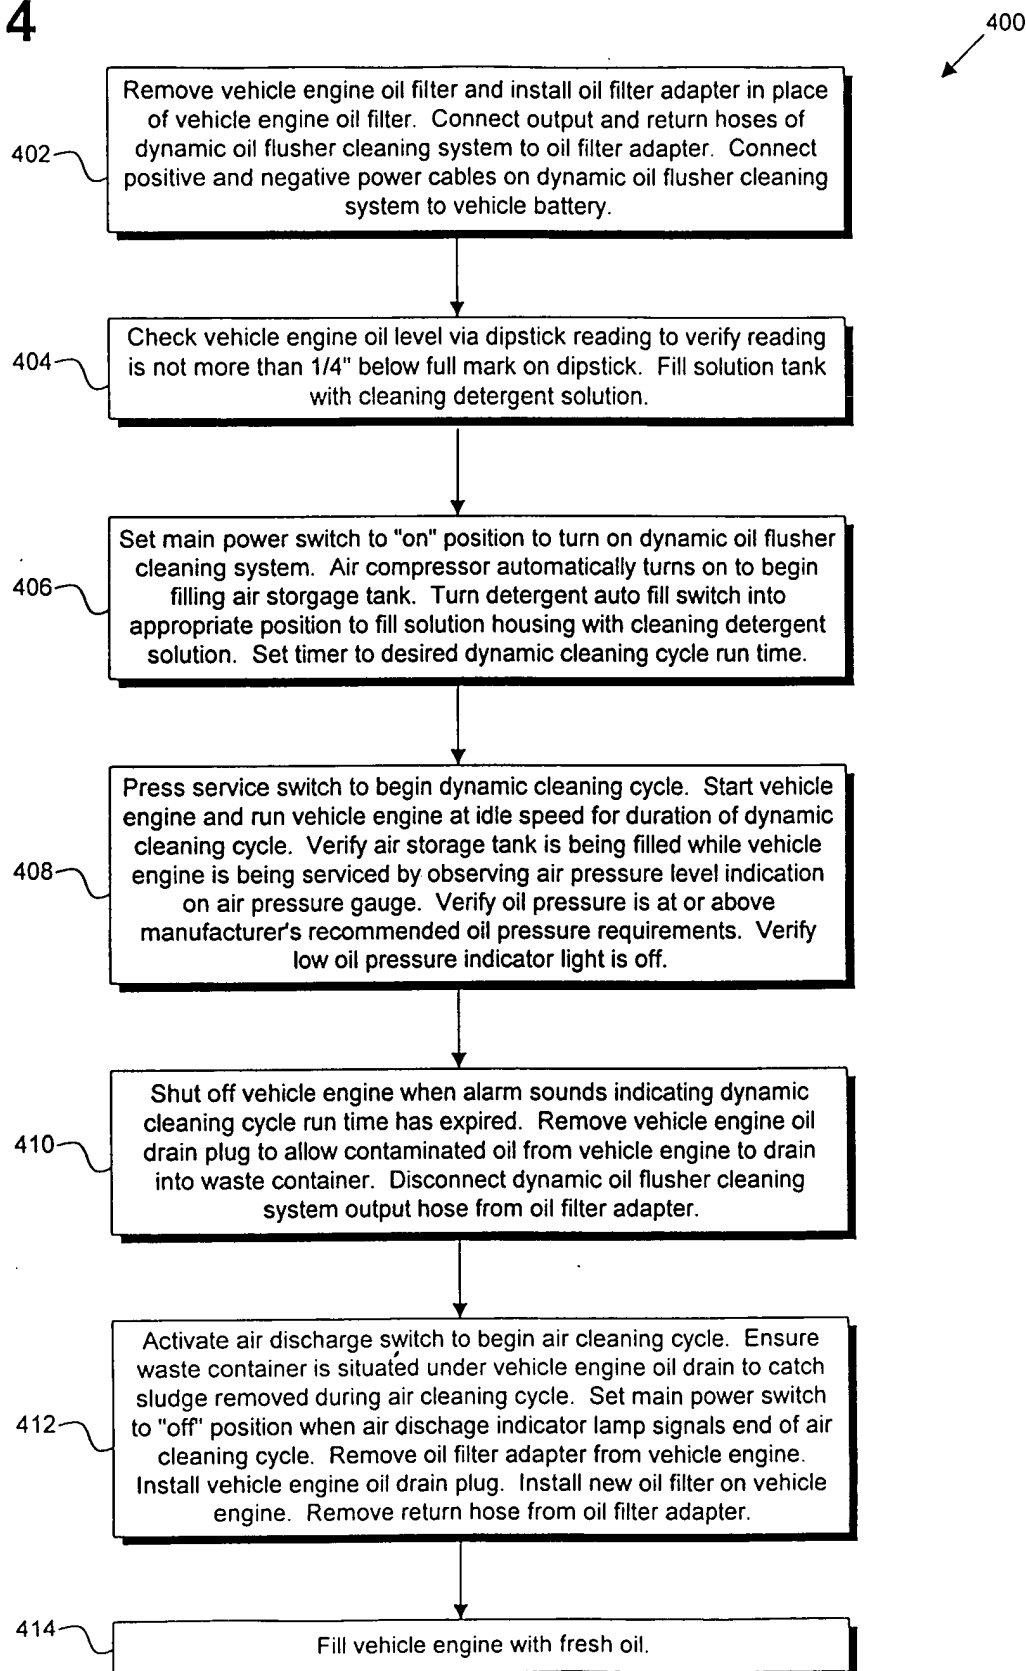 4
400
402
Remove vehicle engine oil filter and install oil filter adapter in place
of vehicle engine oil filter. Connect output and return hoses of
dynamic oil flusher cleaning system to oil filter adapter. Connect
positive and negative power cables on dynamic oil flusher cleaning
system to vehicle battery.
404
Check vehicle engine oil level via dipstick reading to verify reading
is not more than 1/4" below full mark on dipstick. Fill solution tank
with cleaning detergent solution.
406
Set main power switch to "on" position to turn on dynamic oil flusher
cleaning system. Air compressor automatically turns on to begin
filling air storgage tank. Turn detergent auto fill switch into
appropriate position to fill solution housing with cleaning detergent
solution. Set timer to desired dynamic cleaning cycle run time.
408
Press service switch to begin dynamic cleaning cycle. Start vehicle
engine and run vehicle engine at idle speed for duration of dynamic
cleaning cycle. Verify air storage tank is being filled while vehicle
engine is being serviced by observing air pressure level indication
on air pressure gauge. Verify oil pressure is at or above
manufacturer's recommended oil pressure requirements. Verify
low oil pressure indicator light is off.
410
Shut off vehicle engine when alarm sounds indicating dynamic
cleaning cycle run time has expired. Remove vehicle engine oil
drain plug to allow contaminated oil from vehicle engine to drain
into waste container. Disconnect dynamic oil flusher cleaning
system output hose from oil filter adapter.
412
Activate air discharge switch to begin air cleaning cycle. Ensure
waste container is situated under vehicle engine oil drain to catch
sludge removed during air cleaning cycle. Set main power switch
to "off" position when air dischage indicator lamp signals end of air
cleaning cycle. Remove oil filter adapter from vehicle engine.
Install vehicle engine oil drain plug. Install new oil filter on vehicle
engine. Remove return hose from oil filter adapter.
414
Fill vehicle engine with fresh oil.